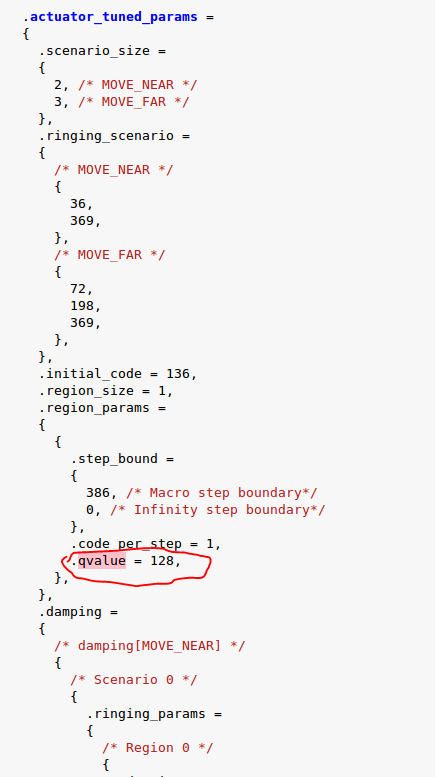 .actuator_tuned_params =
{
.scenario_size =
{
2, /* MOVE_NEAR */
3, /* MOVE_FAR */
},
.ringing_scenario =
{
/* MOVE_NEAR */
{
36,
369,
},
/* MOVE_FAR */
{
72,
198,
369,
},
},
.initial_code = 136,
.region_size = 1,
.region_params =
{
{
.step_bound =
{
386, /* Macro step boundary*/
0, /* Infinity step boundary*/
},
.code_per_step = 1,
.qvalue = 128,
},
},
.damping =
{
/* damping[MOVE_NEAR] */
{
/* Scenario 0 */
{
.ringing_params =
{
/* Region 0 */
{